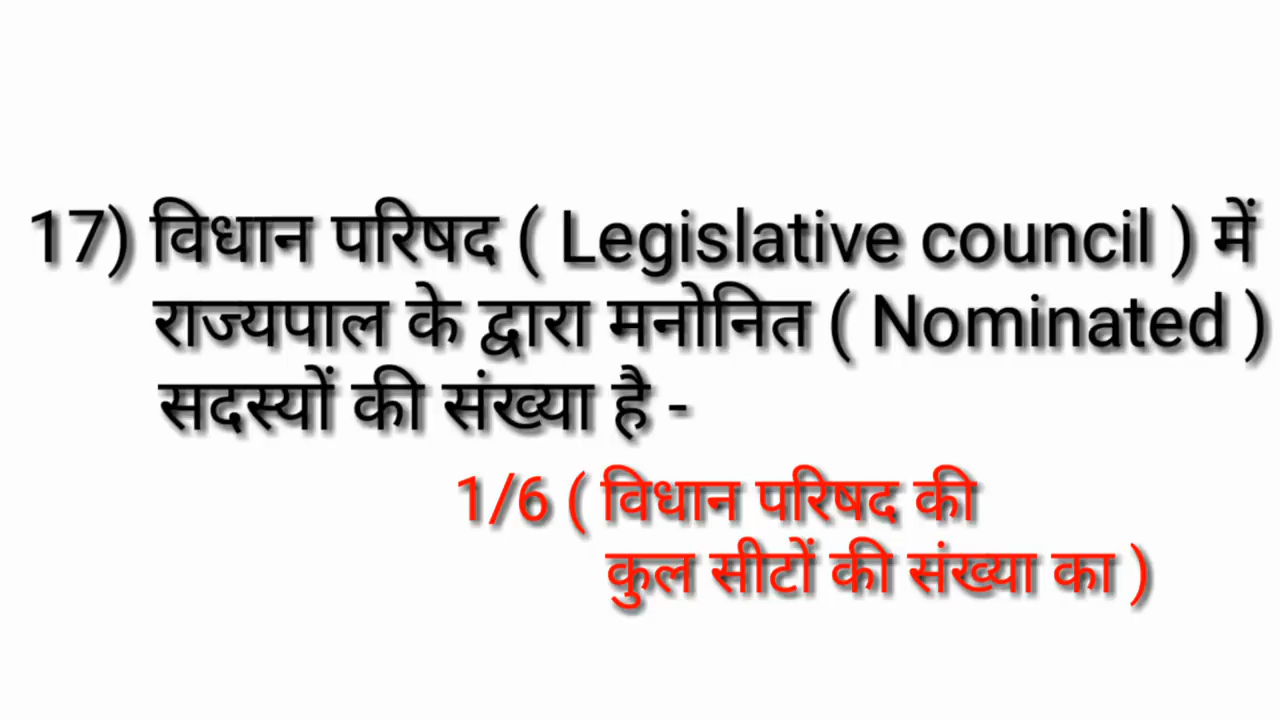 17) विधान परिषद ( Legislative council ) में
राज्यपाल के द्वारा मनोनित ( Nominated )
सदस्यों की संख्या है -
1/6 ( विधान परिषद की
कुल सीटों की संख्या का )